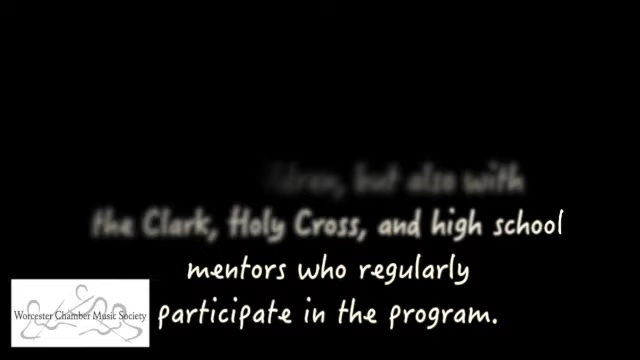 but also with
the Clark, Holy Cross, and high school
mentors who regularly
participate in the program.
Worcester Chamber Music Society